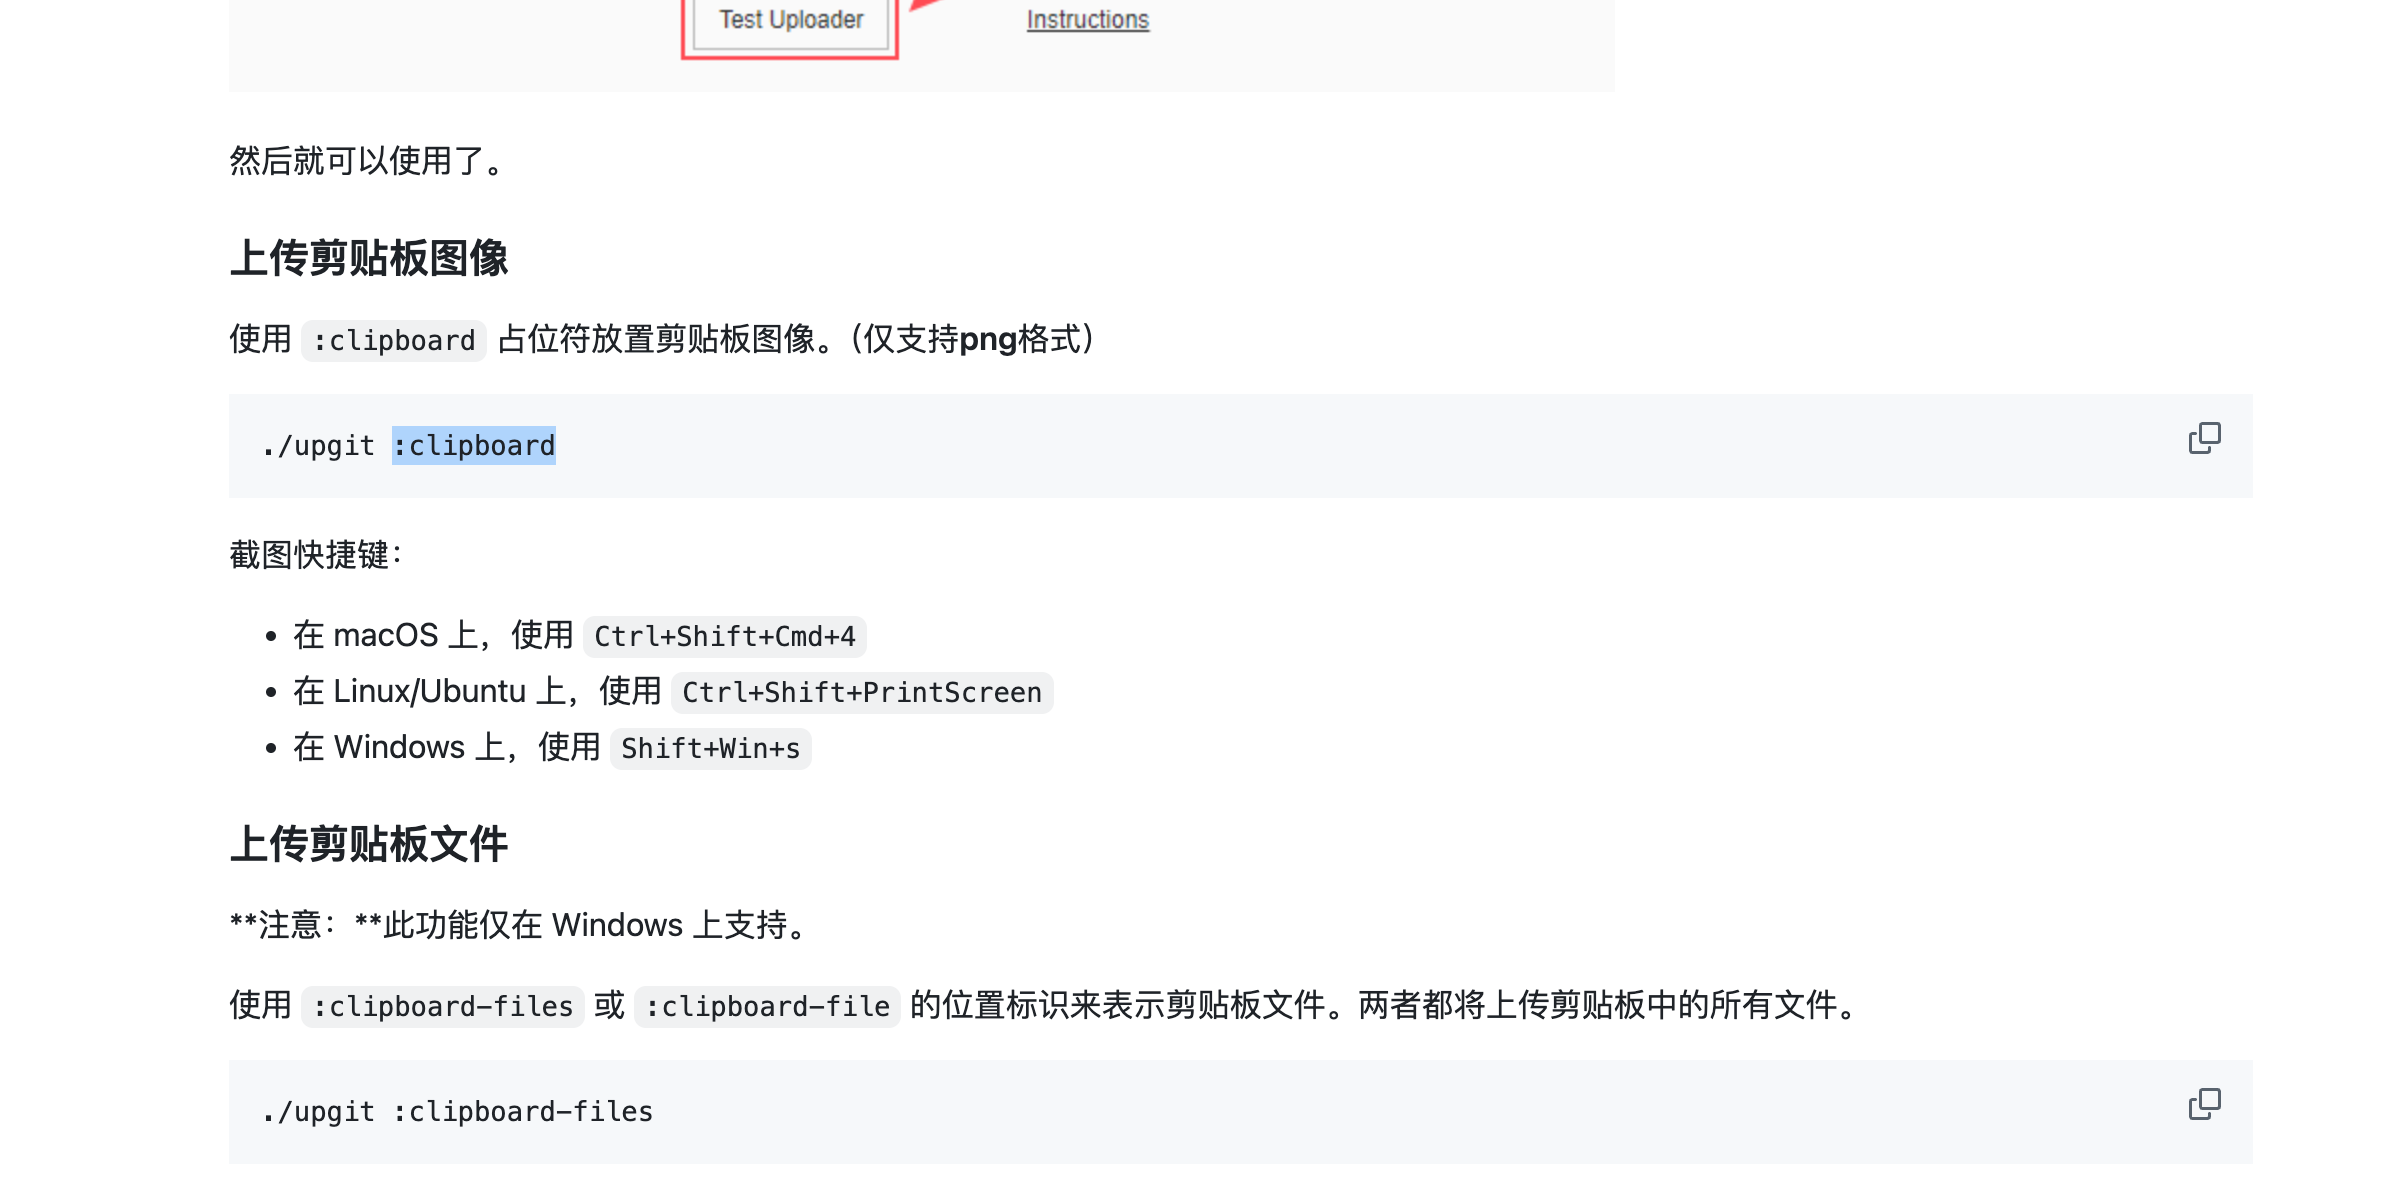 Test Uploader Instructions
然后就可以使用了。
上传剪贴板图像
使用 :clipboard 占位符放置剪贴板图像。（仅支持png格式）
./upgit :clipboard
截图快捷键：
• 在 macOS 上，使用 Ctrl+Shift+Cmd+4
• 在 Linux/Ubuntu 上，使用 Ctrl+Shift+PrintScreen
• 在 Windows 上，使用 Shift+Win+s
上传剪贴板文件
**注意：**此功能仅在 Windows 上支持。
使用 :clipboard-files 或 :clipboard-file 的位置标识来表示剪贴板文件。两者都将上传剪贴板中的所有文件。
./upgit :clipboard-files